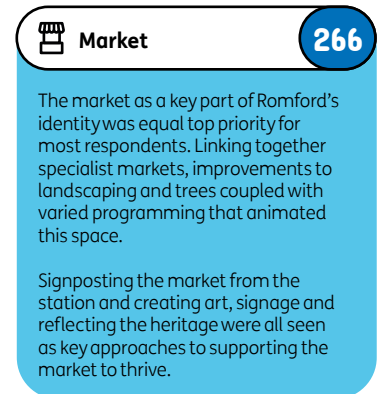 Market
266
The market as a key part of Romford’s
identity was equal top priority for
most respondents. Linking together
specialist markets, improvements to
landscaping and trees coupled with
varied programming that animated
this space.
Signposting the market from the
station and creating art, signage and
reflecting the heritage were all seen
as key approaches to supporting the
market to thrive.